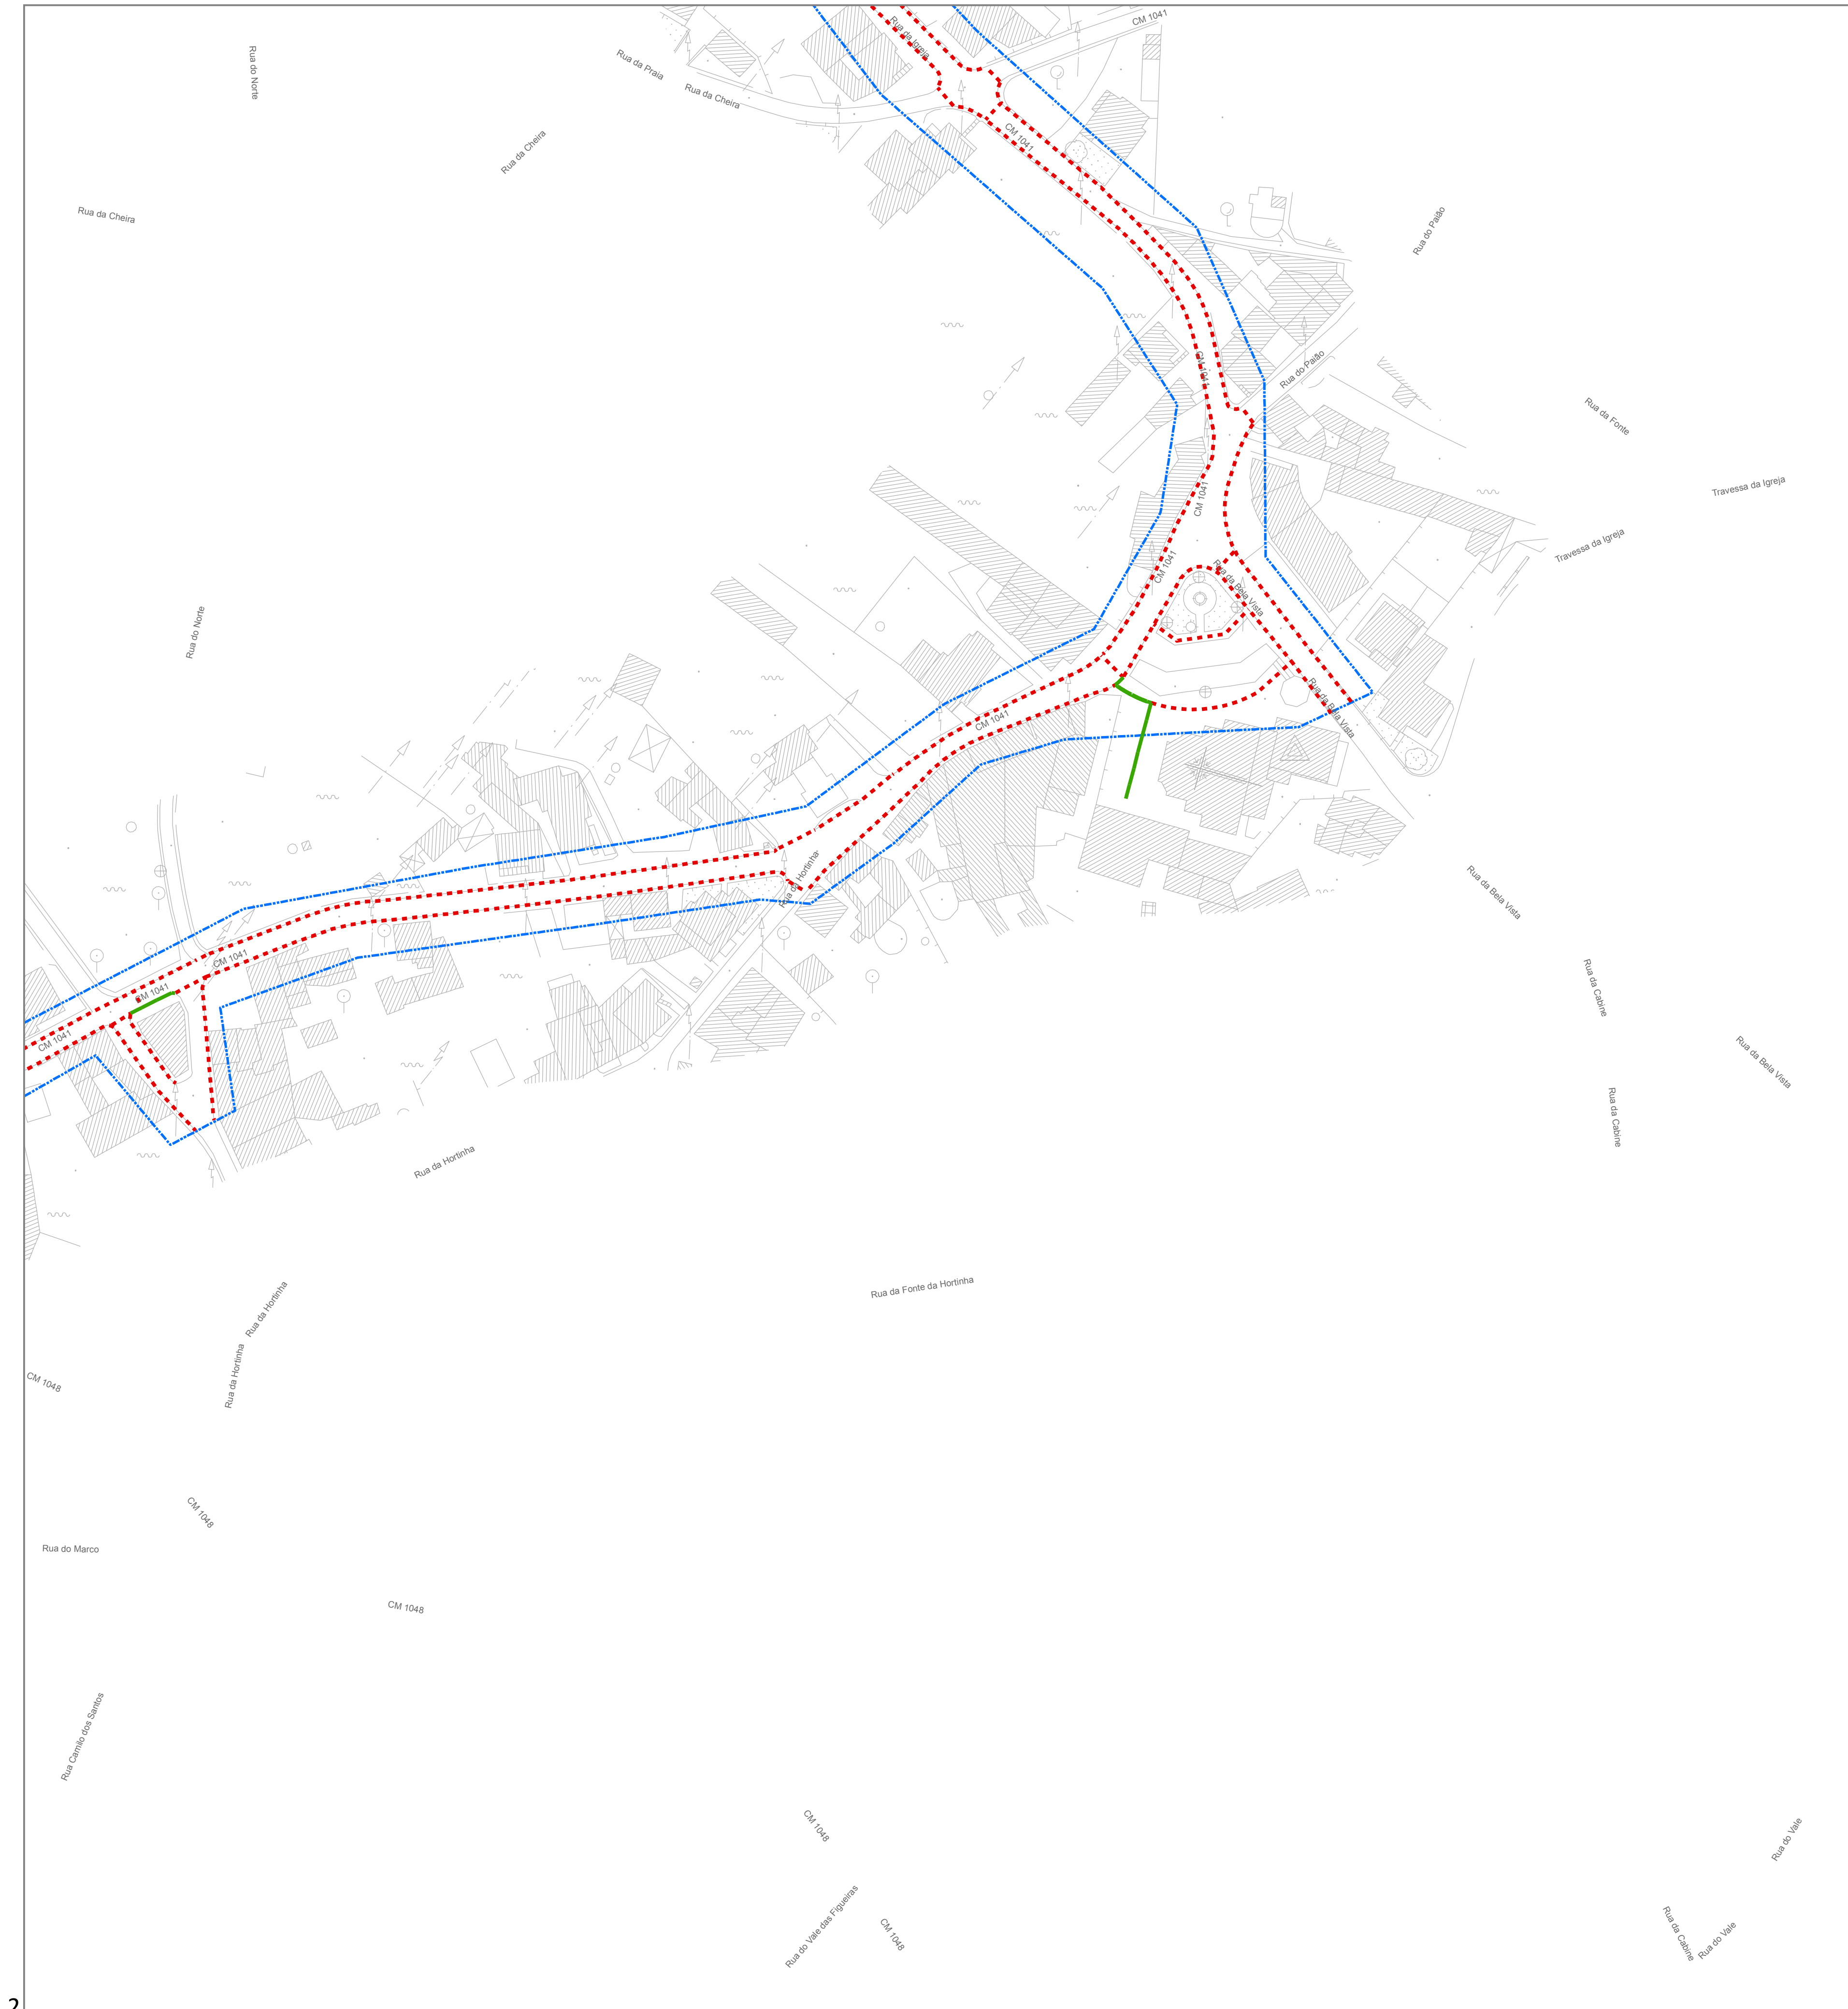 CM 1041
Rua da Igreja
Rua do Norte
Rua da Praia
Rua da Cheira
Rua da Cheira
CM 1041
Rua da Cheira
Rua do Paião
CM 1041
Rua do Paião
Rua da Fonte
Travessa da Igreja
CM 1041
Travessa da Igreja
CM 1041
Rua da Bela Vista
Rua do Norte
Rua da Bela Vista
CM 1041
Rua da Hortinha
Rua da Bela Vista
CM 1041
CM 1041
Rua da Cabine
CM 1041
Rua da Bela Vista
Rua da Cabine
Rua da Hortinha
Rua da Fonte da Hortinha
Rua da Hortinha
Rua da Hortinha
CM 1048
CM 1048
Rua do Marco
CM 1048
Rua Camilo dos Santos
CM 1048
Rua do Vale
Rua do Vale das Figueiras
CM 1048
Rua da Cabine
Rua do Vale
2